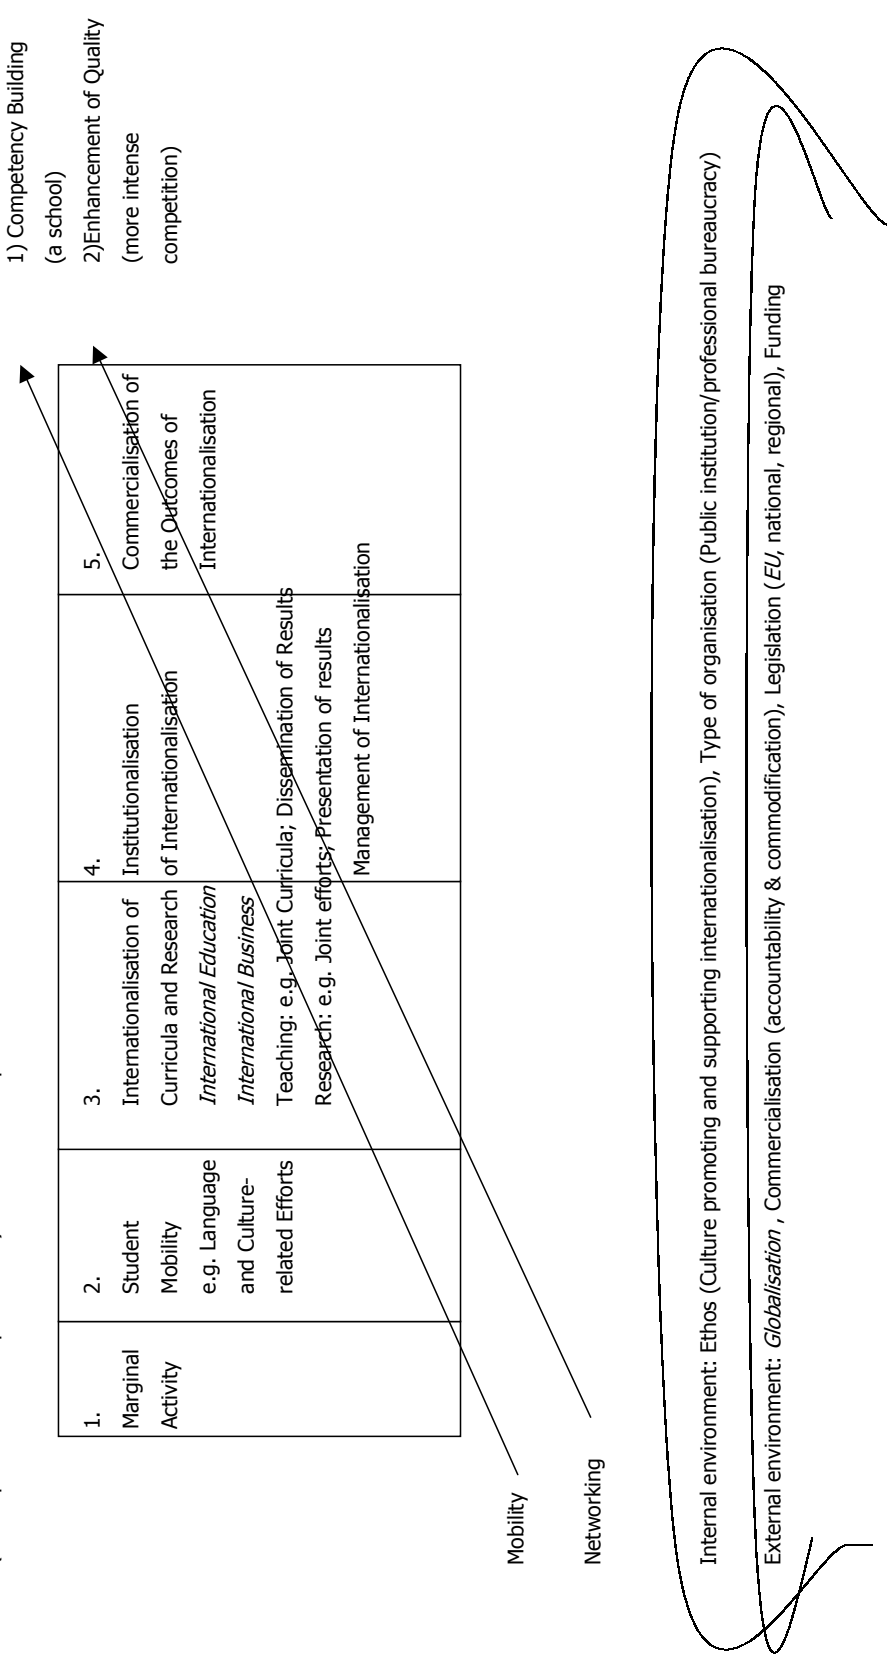 1) Competency Building
(a school)
2)Enhancement of Quality
(more intense
competition)
1.
Marginal
Activity
2.
Student
Mobility
e.g. Language
and Culture-
related Efforts
3.
Internationalisation of
Curricula and Research
International Education
International Business
Teaching: e.g. Joint Curricula; Dissemination of Results
Research: e.g. Joint efforts; Presentation of results
4.
Institutionalisation
of Internationalisation
Management of Internationalisation
5.
Commercialisation of
the Outcomes of
Internationalisation
Mobility
Networking
Internal environment: Ethos (Culture promoting and supporting internationalisation), Type of organisation (Public institution/professional bureaucracy)
External environment: Globalisation , Commercialisation (accountability & commodification), Legislation (EU, national, regional), Funding